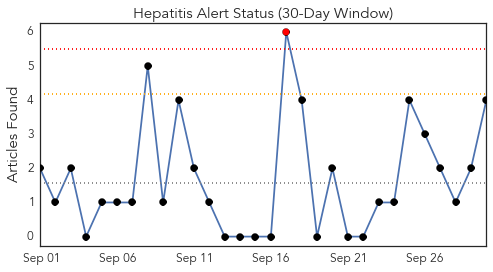 Hepatitis Alert Status (30-Day Window)
Articles Found
6
5
4
3
2
1
0
Sep 01 Sep 06 Sep 11 Sep 16 Sep 21 Sep 26